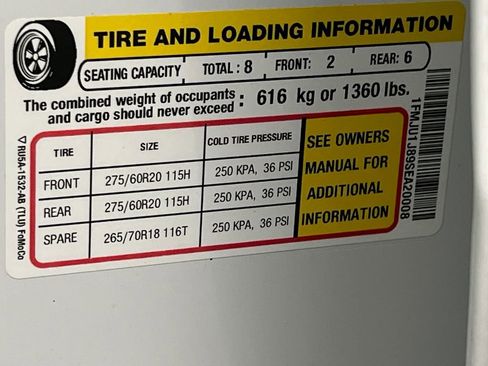 TIRE AND LOADING INFORMATION
SEATING CAPACITY TOTAL : 8 FRONT: 2 REAR: 6
The combined weight of occupants and cargo should never exceed : 616 kg or 1360 lbs.
TIRE SIZE COLD TIRE PRESSURE
FRONT 275/60R20 115H 250 KPA, 36 PSI
REAR 275/60R20 115H 250 KPA, 36 PSI
SPARE 265/70R18 116T 250 KPA, 36 PSI
SEE OWNERS
MANUAL FOR
ADDITIONAL
INFORMATION
1FMJU1J89SEA20008
▽ RU5A-1532-AB (TLU) FoMoCo